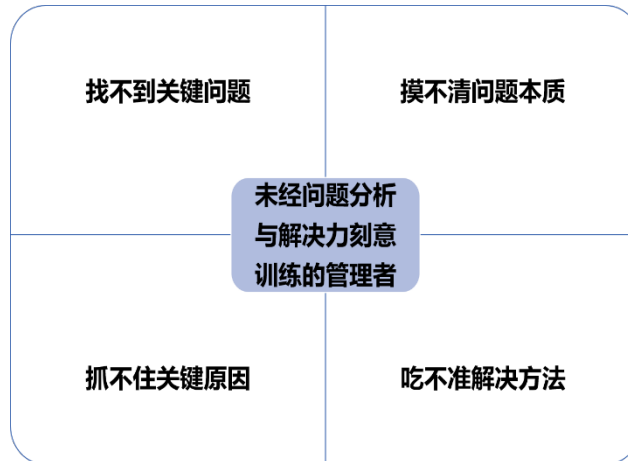 找不到关键问题
摸不清问题本质
未经问题分析
与解决力刻意
训练的管理者
抓不住关键原因
吃不准解决方法